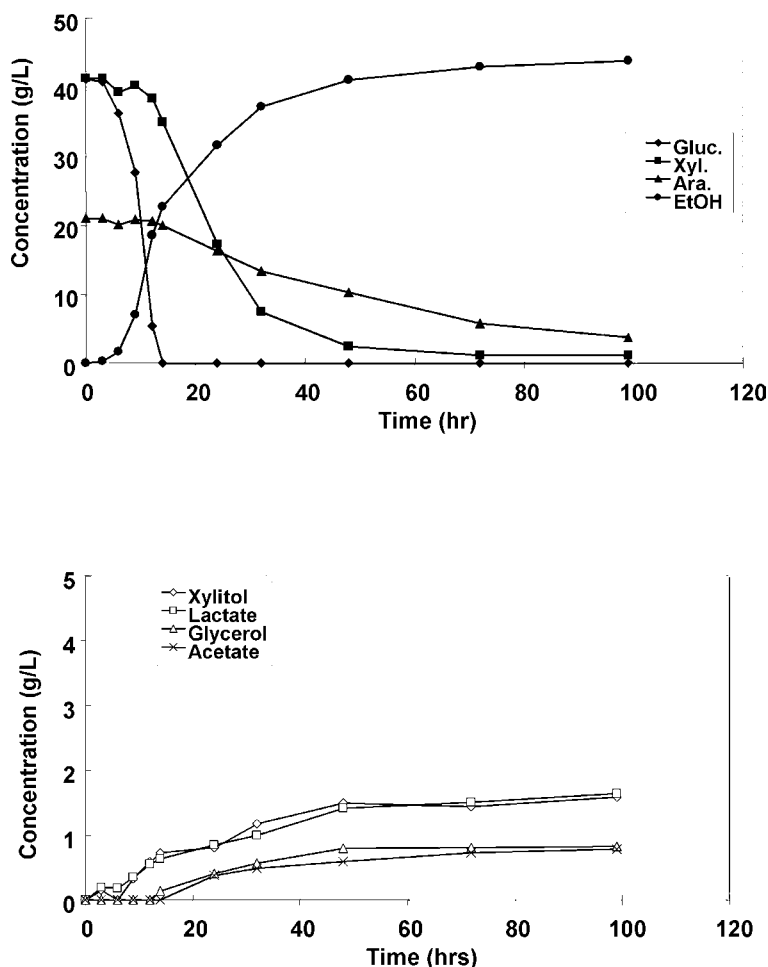 50
40
30
20
10
0
Concentration (g/L)
Gluc.
Xyl.
Ara.
EtOH
0 20 40 60 80 100 120
Time (hr)
5
4
3
2
1
0
Concentration (g/L)
Xylitol
Lactate
Glycerol
Acetate
0 20 40 60 80 100 120
Time (hrs)